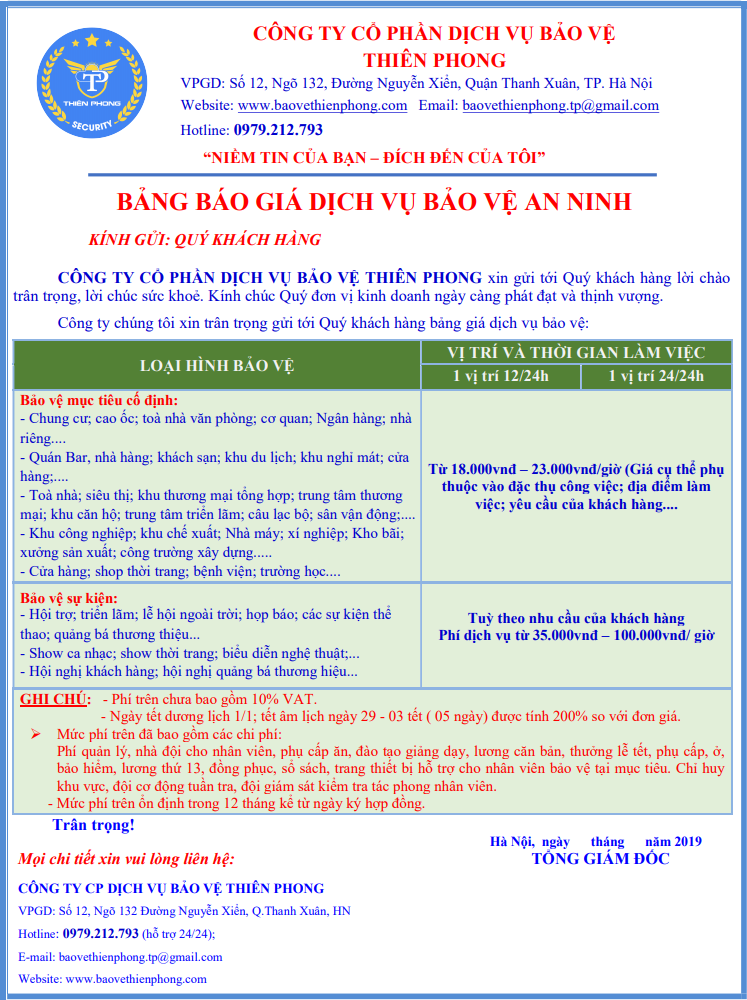 CÔNG TY CỔ PHẦN DỊCH VỤ BẢO VỆ
THIÊN PHONG
TP
THIÊN PHONG
SECURITY
VPGD: Số 12, Ngõ 132, Đường Nguyễn Xiển, Quận Thanh Xuân, TP. Hà Nội
Website: www.baovethienphong.com Email: baovethienphong.tp@gmail.com
Hotline: 0979.212.793
“NIỀM TIN CỦA BẠN – ĐÍCH ĐẾN CỦA TÔI”
BẢNG BÁO GIÁ DỊCH VỤ BẢO VỆ AN NINH
KÍNH GỬI: QUÝ KHÁCH HÀNG
CÔNG TY CỔ PHẦN DỊCH VỤ BẢO VỆ THIÊN PHONG xin gửi tới Quý khách hàng lời chào
trân trọng, lời chúc sức khoẻ. Kính chúc Quý đơn vị kinh doanh ngày càng phát đạt và thịnh vượng.
Công ty chúng tôi xin trân trọng gửi tới Quý khách hàng bảng giá dịch vụ bảo vệ:
LOẠI HÌNH BẢO VỆ
VỊ TRÍ VÀ THỜI GIAN LÀM VIỆC
1 vị trí 12/24h
1 vị trí 24/24h
Bảo vệ mục tiêu cố định:
- Chung cư; cao ốc; toà nhà văn phòng; cơ quan; Ngân hàng; nhà
riêng....
- Quán Bar, nhà hàng; khách sạn; khu du lịch; khu nghỉ mát; cửa
hàng;....
- Toà nhà; siêu thị; khu thương mại tổng hợp; trung tâm thương
mại; khu căn hộ; trung tâm triển lãm; câu lạc bộ; sân vận động;....
- Khu công nghiệp; khu chế xuất; Nhà máy; xí nghiệp; Kho bãi;
xưởng sản xuất; công trường xây dựng.....
- Cửa hàng; shop thời trang; bệnh viện; trường học....
Từ 18.000vnđ – 23.000vnđ/giờ (Giá cụ thể phụ
thuộc vào đặc thụ công việc; địa điểm làm
việc; yêu cầu của khách hàng....
Bảo vệ sự kiện:
- Hội trợ; triển lãm; lễ hội ngoài trời; họp báo; các sự kiện thể
thao; quảng bá thương thiệu...
- Show ca nhạc; show thời trang; biểu diễn nghệ thuật;...
- Hội nghị khách hàng; hội nghị quảng bá thương hiệu...
Tuỳ theo nhu cầu của khách hàng
Phí dịch vụ từ 35.000vnđ – 100.000vnđ/ giờ
GHI CHÚ: - Phí trên chưa bao gồm 10% VAT.
- Ngày tết dương lịch 1/1; tết âm lịch ngày 29 - 03 tết ( 05 ngày) được tính 200% so với đơn giá.
➢ Mức phí trên đã bao gồm các chi phí:
Phí quản lý, nhà đội cho nhân viên, phụ cấp ăn, đào tạo giảng dạy, lương căn bản, thưởng lễ tết, phụ cấp, ở,
bảo hiểm, lương thứ 13, đồng phục, sổ sách, trang thiết bị hỗ trợ cho nhân viên bảo vệ tại mục tiêu. Chỉ huy
khu vực, đội cơ động tuần tra, đội giám sát kiểm tra tác phong nhân viên.
- Mức phí trên ổn định trong 12 tháng kể từ ngày ký hợp đồng.
Trân trọng!
Hà Nội, ngày tháng năm 2019
Mọi chi tiết xin vui lòng liên hệ:
TỔNG GIÁM ĐỐC
CÔNG TY CP DỊCH VỤ BẢO VỆ THIÊN PHONG
VPGD: Số 12, Ngõ 132 Đường Nguyễn Xiển, Q.Thanh Xuân, HN
Hotline: 0979.212.793 (hỗ trợ 24/24);
E-mail: baovethienphong.tp@gmail.com
Website: www.baovethienphong.com